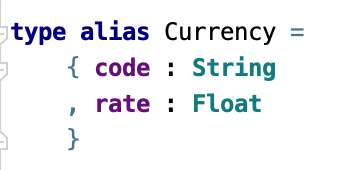 type alias Currency =
    { code : String
    , rate : Float
    }